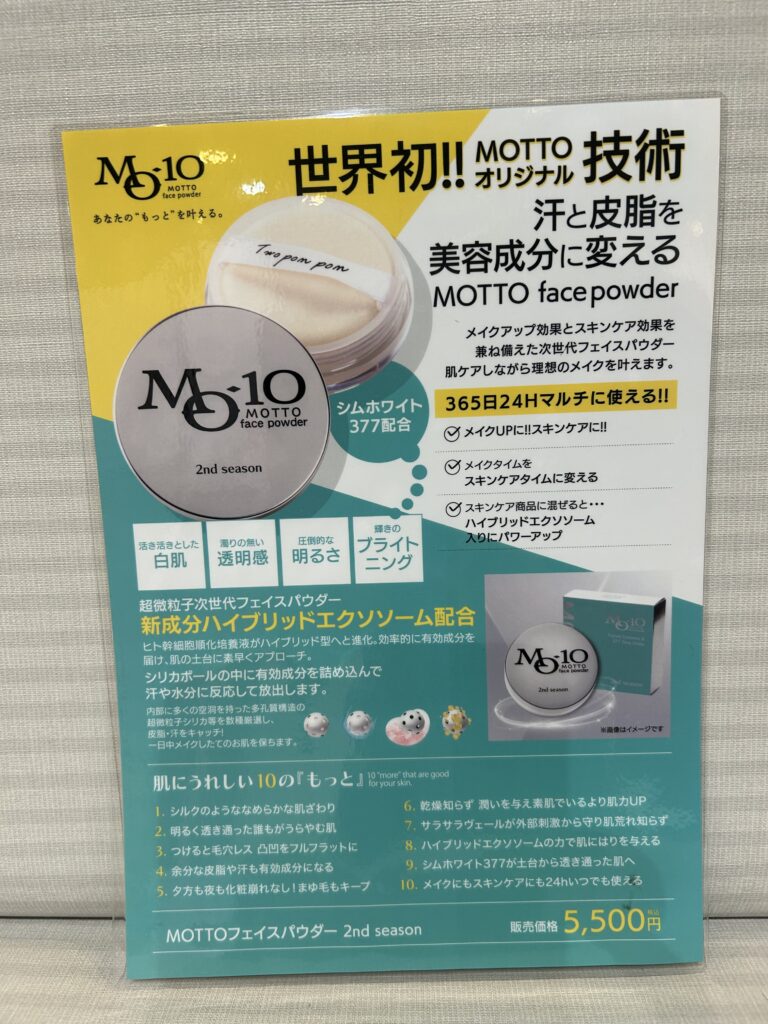 MO-10
MOTTO
face powder
あなたの“もっと”を叶える。
世界初!! MOTTOオリジナル 技術
汗と皮脂を
美容成分に変える
MOTTO face powder
Two pom pom
メイクアップ効果とスキンケア効果を
兼ね備えた次世代フェイスパウダー
肌ケアしながら理想のメイクを叶えます。
365日24Hマルチに使える!!
メイクUPに!!スキンケアに!!
メイクタイムを
スキンケアタイムに変える
スキンケア商品に混ぜると・・・
ハイブリッドエクソソーム
入りにパワーアップ
MO-10
MOTTO
face powder
2nd season
シムホワイト
377配合
活き活きとした
白肌
濁りの無い
透明感
圧倒的な
明るさ
輝きの
ブライト
ニング
超微粒子次世代フェイスパウダー
新成分ハイブリッドエクソソーム配合
ヒト幹細胞順化培養液がハイブリッド型へと進化。効率的に有効成分を
届け、肌の土台に素早くアプローチ。
シリカボールの中に有効成分を詰め込んで
汗や水分に反応して放出します。
内部に多くの空洞を持った多孔質構造の
超微粒子シリカ等を数種厳選し、
皮脂・汗をキャッチ!
一日中メイクしたてのお肌を保ちます。
MO-10
MO-10
MOTTO
face powder
2nd season
※画像はイメージです
肌にうれしい10の『もっと』 10 “more” that are good
for your skin.
1. シルクのようななめらかな肌ざわり
2. 明るく透き通った誰もがうらやむ肌
3. つけると毛穴レス 凸凹をフルフラットに
4. 余分な皮脂や汗も有効成分になる
5. 夕方も夜も化粧崩れなし!まゆ毛もキープ
6. 乾燥知らず 潤いを与え素肌でいるより肌力UP
7. サラサラヴェールが外部刺激から守り肌荒れ知らず
8. ハイブリッドエクソソームの力で肌にはりを与える
9. シムホワイト377が土台から透き通った肌へ
10. メイクにもスキンケアにも24hいつでも使える
MOTTOフェイスパウダー 2nd season
販売価格 5,500円 税込